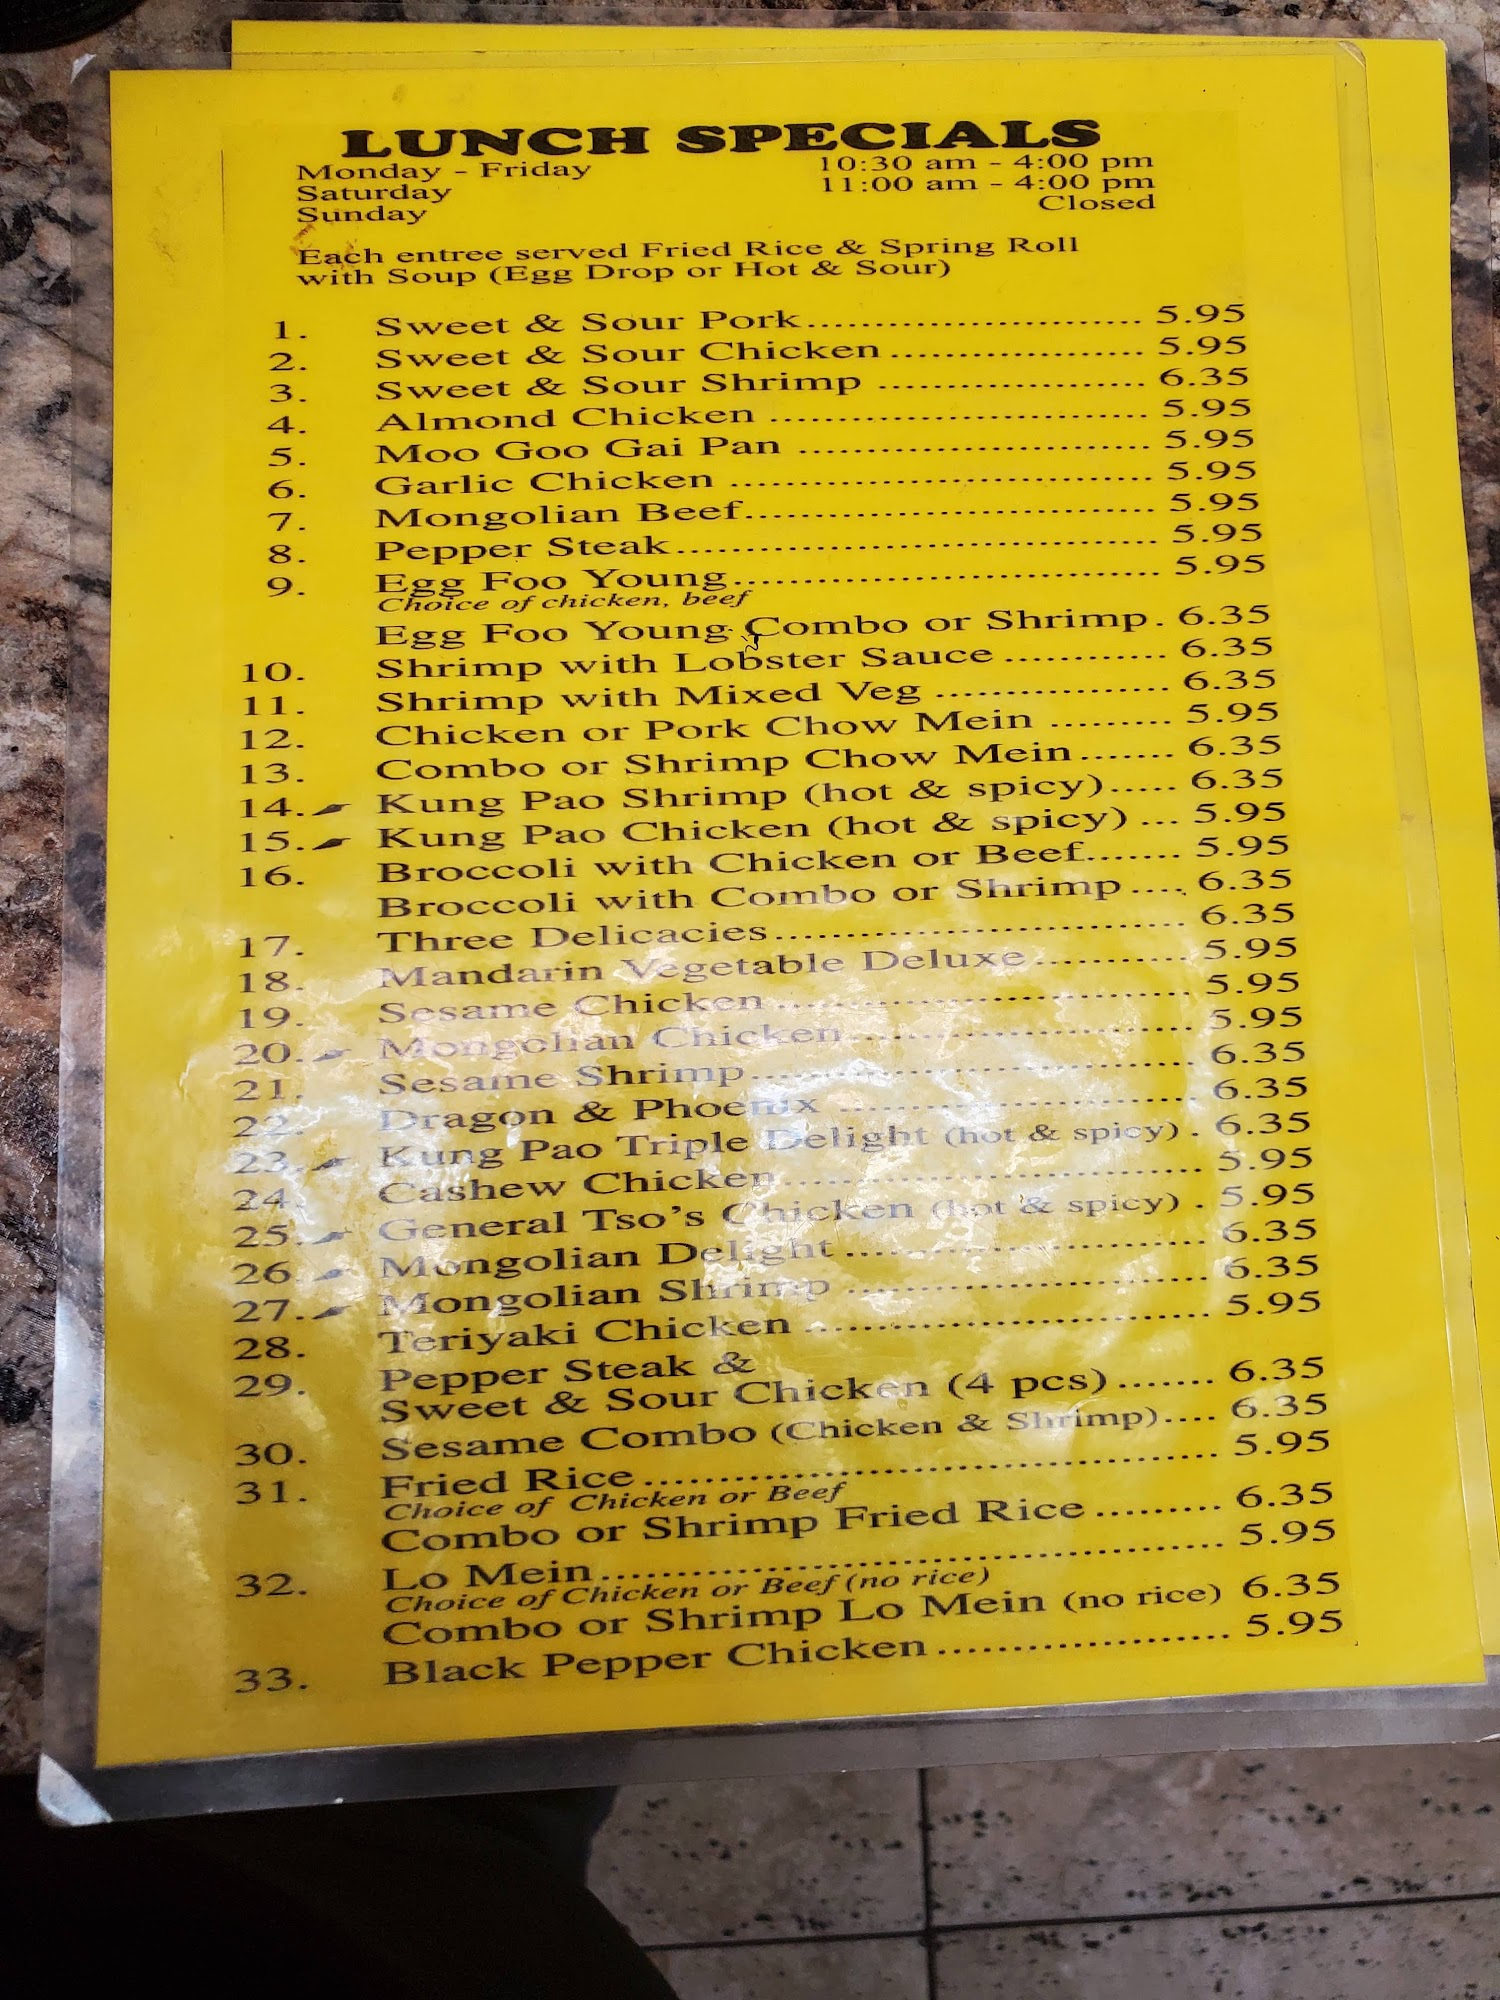 LUNCH SPECIALS
Monday - Friday 10:30 am - 4:00 pm
Saturday 11:00 am - 4:00 pm
Sunday Closed
Each entree served Fried Rice & Spring Roll
with Soup (Egg Drop or Hot & Sour)
1. Sweet & Sour Pork......................... 5.95
2. Sweet & Sour Chicken................... 5.95
3. Sweet & Sour Shrimp .................... 6.35
4. Almond Chicken ............................ 5.95
5. Moo Goo Gai Pan .......................... 5.95
6. Garlic Chicken ............................... 5.95
7. Mongolian Beef.............................. 5.95
8. Pepper Steak................................... 5.95
9. Egg Foo Young............................... 5.95
Choice of chicken, beef
Egg Foo Young Combo or Shrimp. 6.35
10. Shrimp with Lobster Sauce ............ 6.35
11. Shrimp with Mixed Veg ................. 6.35
12. Chicken or Pork Chow Mein ......... 5.95
13. Combo or Shrimp Chow Mein....... 6.35
14. Kung Pao Shrimp (hot & spicy)..... 6.35
15. Kung Pao Chicken (hot & spicy) ... 5.95
16. Broccoli with Chicken or Beef....... 5.95
Broccoli with Combo or Shrimp.... 6.35
17. Three Delicacies.............................. 6.35
18. Mandarin Vegetable Deluxe........... 5.95
19. Sesame Chicken.............................. 5.95
20. Mongolian Chicken......................... 5.95
21. Sesame Shrimp................................ 6.35
22. Dragon & Phoenix .......................... 6.35
23. Kung Pao Triple Delight (hot & spicy) . 6.35
24. Cashew Chicken.............................. 5.95
25. General Tso's Chicken (hot & spicy) . 5.95
26. Mongolian Delight.......................... 6.35
27. Mongolian Shrimp .......................... 6.35
28. Teriyaki Chicken ............................. 5.95
29. Pepper Steak &
Sweet & Sour Chicken (4 pcs)....... 6.35
30. Sesame Combo (Chicken & Shrimp).... 6.35
31. Fried Rice........................................ 5.95
Choice of Chicken or Beef
Combo or Shrimp Fried Rice ......... 6.35
32. Lo Mein........................................... 5.95
Choice of Chicken or Beef (no rice)
Combo or Shrimp Lo Mein (no rice) 6.35
33. Black Pepper Chicken..................... 5.95